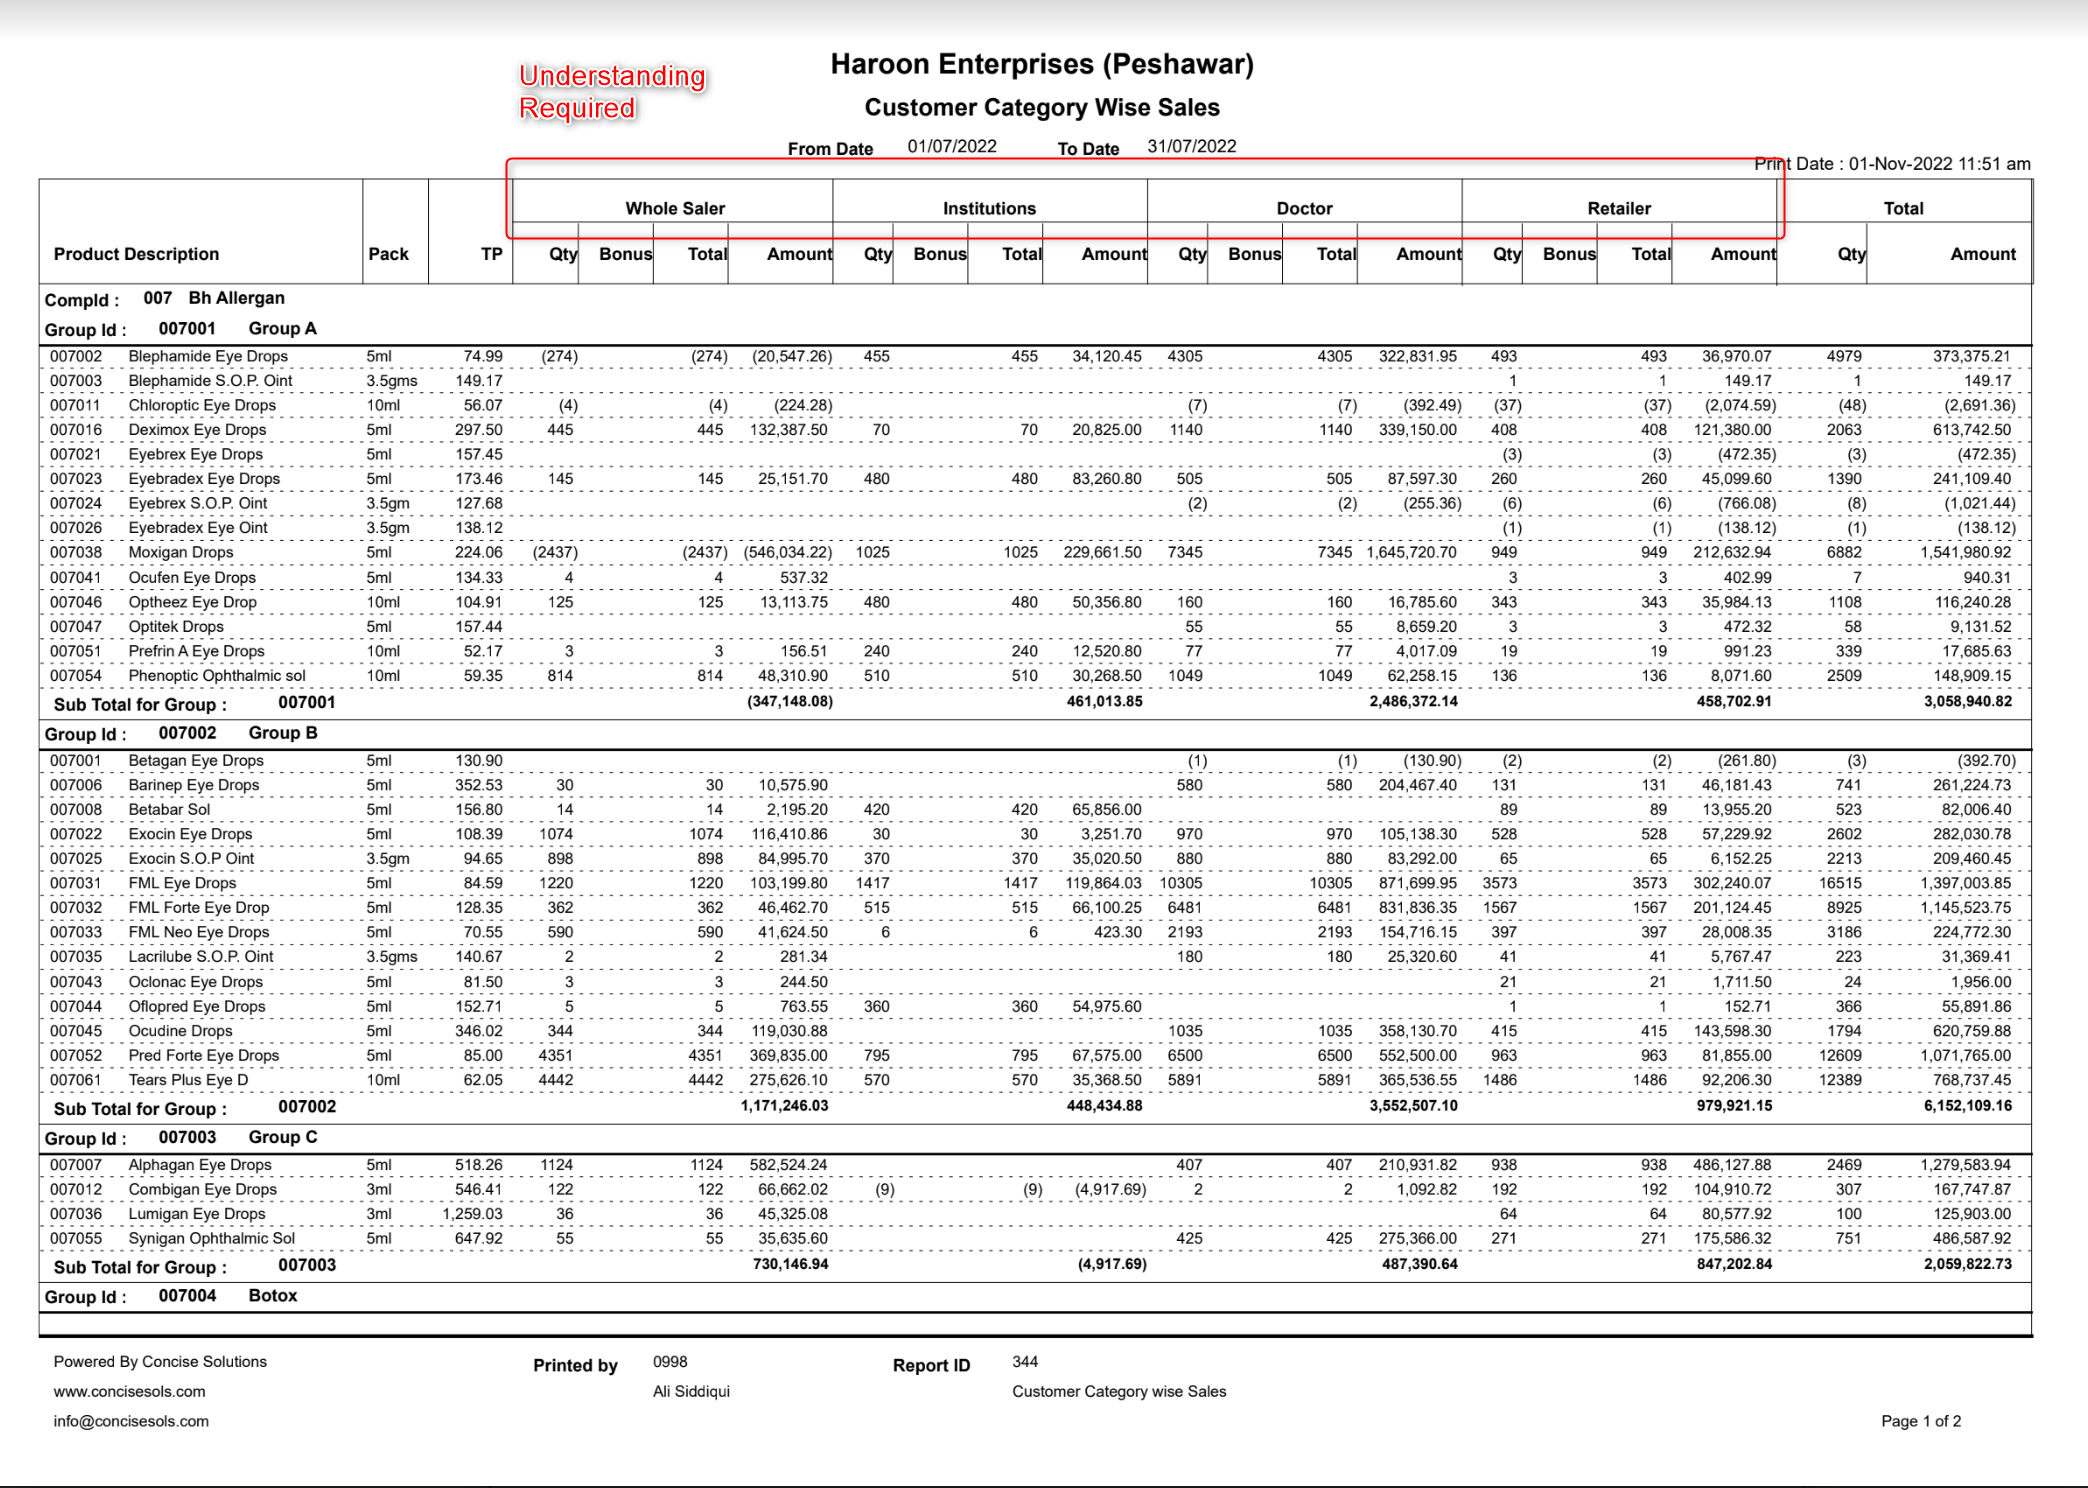 Understanding
Required
Haroon Enterprises (Peshawar)
Customer Category Wise Sales
From Date 01/07/2022 To Date 31/07/2022
Print Date : 01-Nov-2022 11:51 am
Whole Saler Institutions Doctor Retailer Total
Product Description Pack TP Qty Bonus Total Amount Qty Bonus Total Amount Qty Bonus Total Amount Qty Bonus Total Amount Qty Amount
CompId : 007 Bh Allergan
Group Id : 007001 Group A
007002 Blephamide Eye Drops 5ml 74.99 (274) (274) (20,547.26) 455 455 34,120.45 4305 4305 322,831.95 493 493 36,970.07 4979 373,375.21
007003 Blephamide S.O.P. Oint 3.5gms 149.17 1 1 149.17 1 149.17
007011 Chloroptic Eye Drops 10ml 56.07 (4) (4) (224.28) (7) (7) (392.49) (37) (37) (2,074.59) (48) (2,691.36)
007016 Deximox Eye Drops 5ml 297.50 445 445 132,387.50 70 70 20,825.00 1140 1140 339,150.00 408 408 121,380.00 2063 613,742.50
007021 Eyebrex Eye Drops 5ml 157.45 (3) (3) (472.35) (3) (472.35)
007023 Eyebradex Eye Drops 5ml 173.46 145 145 25,151.70 480 480 83,260.80 505 505 87,597.30 260 260 45,099.60 1390 241,109.40
007024 Eyebrex S.O.P. Oint 3.5gm 127.68 (2) (2) (255.36) (6) (6) (766.08) (8) (1,021.44)
007026 Eyebradex Eye Oint 3.5gm 138.12 (1) (1) (138.12) (1) (138.12)
007038 Moxigan Drops 5ml 224.06 (2437) (2437) (546,034.22) 1025 1025 229,661.50 7345 7345 1,645,720.70 949 949 212,632.94 6882 1,541,980.92
007041 Ocufen Eye Drops 5ml 134.33 4 4 537.32 3 3 402.99 7 940.31
007046 Optheez Eye Drop 10ml 104.91 125 125 13,113.75 480 480 50,356.80 160 160 16,785.60 343 343 35,984.13 1108 116,240.28
007047 Optitek Drops 5ml 157.44 55 55 8,659.20 3 3 472.32 58 9,131.52
007051 Prefrin A Eye Drops 10ml 52.17 3 3 156.51 240 240 12,520.80 77 77 4,017.09 19 19 991.23 339 17,685.63
007054 Phenoptic Ophthalmic sol 10ml 59.35 814 814 48,310.90 510 510 30,268.50 1049 1049 62,258.15 136 136 8,071.60 2509 148,909.15
Sub Total for Group : 007001 (347,148.08) 461,013.85 2,486,372.14 458,702.91 3,058,940.82
Group Id : 007002 Group B
007001 Betagan Eye Drops 5ml 130.90 (1) (1) (130.90) (2) (2) (261.80) (3) (392.70)
007006 Barinep Eye Drops 5ml 352.53 30 30 10,575.90 580 580 204,467.40 131 131 46,181.43 741 261,224.73
007008 Betabar Sol 5ml 156.80 14 14 2,195.20 420 420 65,856.00 89 89 13,955.20 523 82,006.40
007022 Exocin Eye Drops 5ml 108.39 1074 1074 116,410.86 30 30 3,251.70 970 970 105,138.30 528 528 57,229.92 2602 282,030.78
007025 Exocin S.O.P Oint 3.5gm 94.65 898 898 84,995.70 370 370 35,020.50 880 880 83,292.00 65 65 6,152.25 2213 209,460.45
007031 FML Eye Drops 5ml 84.59 1220 1220 103,199.80 1417 1417 119,864.03 10305 10305 871,699.95 3573 3573 302,240.07 16515 1,397,003.85
007032 FML Forte Eye Drop 5ml 128.35 362 362 46,462.70 515 515 66,100.25 6481 6481 831,836.35 1567 1567 201,124.45 8925 1,145,523.75
007033 FML Neo Eye Drops 5ml 70.55 590 590 41,624.50 6 6 423.30 2193 2193 154,716.15 397 397 28,008.35 3186 224,772.30
007035 Lacrilube S.O.P. Oint 3.5gms 140.67 2 2 281.34 180 180 25,320.60 41 41 5,767.47 223 31,369.41
007043 Oclonac Eye Drops 5ml 81.50 3 3 244.50 21 21 1,711.50 24 1,956.00
007044 Oflopred Eye Drops 5ml 152.71 5 5 763.55 360 360 54,975.60 1 1 152.71 366 55,891.86
007045 Ocudine Drops 5ml 346.02 344 344 119,030.88 1035 1035 358,130.70 415 415 143,598.30 1794 620,759.88
007052 Pred Forte Eye Drops 5ml 85.00 4351 4351 369,835.00 795 795 67,575.00 6500 6500 552,500.00 963 963 81,855.00 12609 1,071,765.00
007061 Tears Plus Eye D 10ml 62.05 4442 4442 275,626.10 570 570 35,368.50 5891 5891 365,536.55 1486 1486 92,206.30 12389 768,737.45
Sub Total for Group : 007002 1,171,246.03 448,434.88 3,552,507.10 979,921.15 6,152,109.16
Group Id : 007003 Group C
007007 Alphagan Eye Drops 5ml 518.26 1124 1124 582,524.24 407 407 210,931.82 938 938 486,127.88 2469 1,279,583.94
007012 Combigan Eye Drops 3ml 546.41 122 122 66,662.02 (9) (9) (4,917.69) 2 2 1,092.82 192 192 104,910.72 307 167,747.87
007036 Lumigan Eye Drops 3ml 1,259.03 36 36 45,325.08 64 64 80,577.92 100 125,903.00
007055 Synigan Ophthalmic Sol 5ml 647.92 55 55 35,635.60 425 425 275,366.00 271 271 175,586.32 751 486,587.92
Sub Total for Group : 007003 730,146.94 (4,917.69) 487,390.64 847,202.84 2,059,822.73
Group Id : 007004 Botox
Powered By Concise Solutions Printed by 0998 Report ID 344
www.concisesols.com Ali Siddiqui Customer Category wise Sales
info@concisesols.com Page 1 of 2